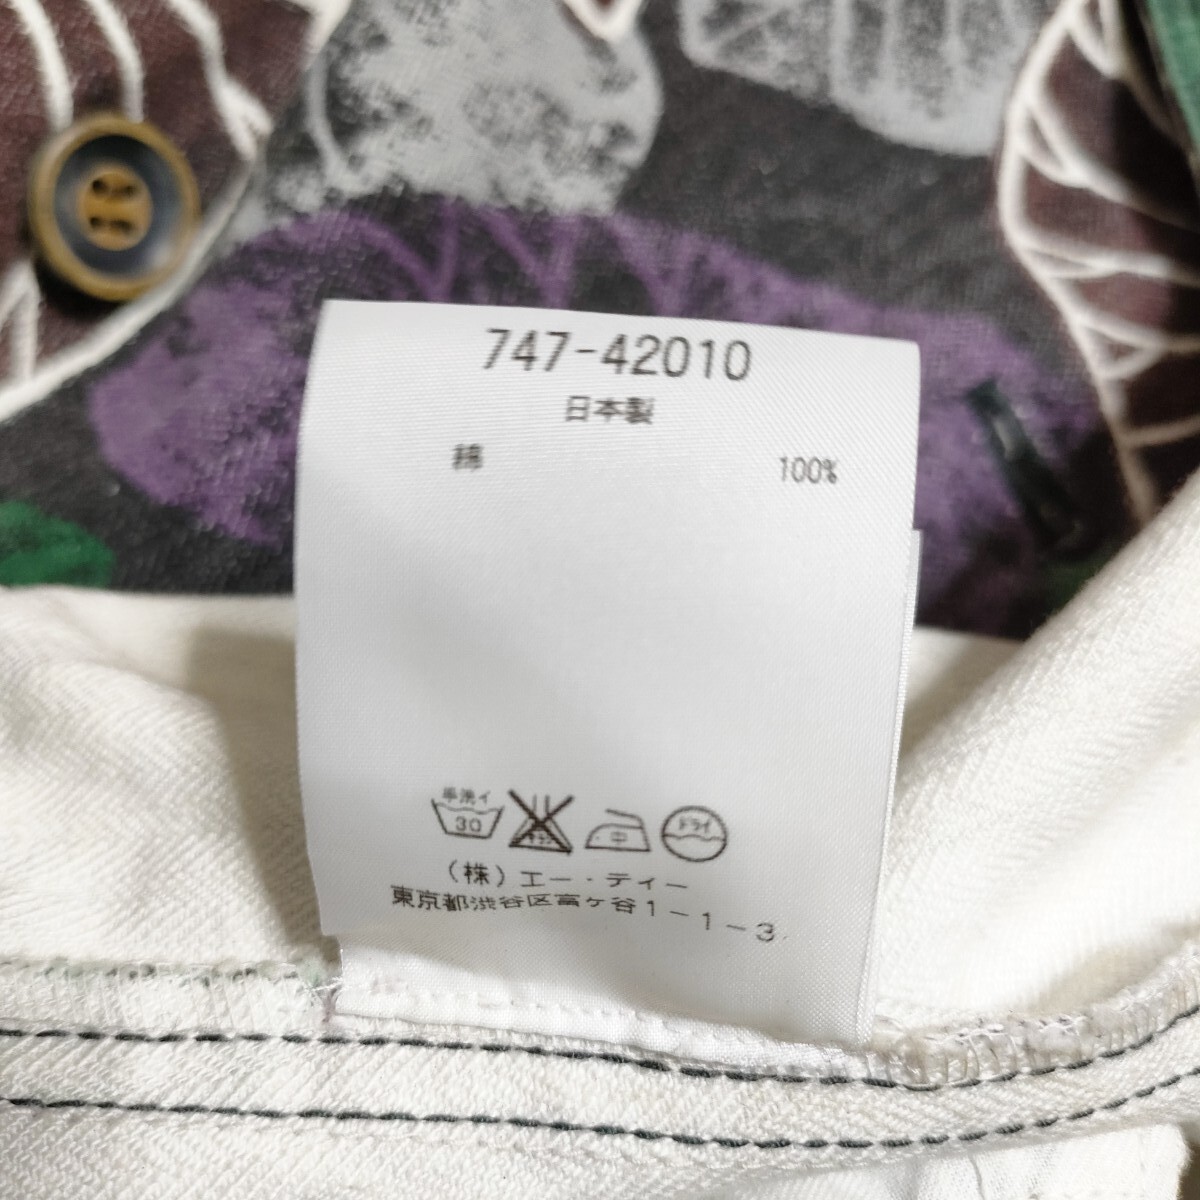 747-42010
日本製
綿 100%
手洗イ
30 中 ドライ
(株)エー・ティー
東京都渋谷区富ヶ谷1-1-3